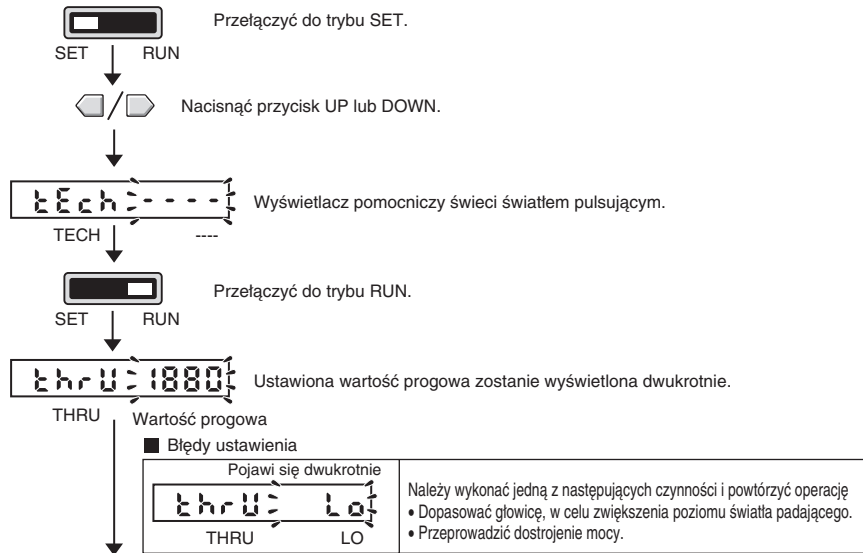 Przełączyć do trybu SET.
SET RUN
/ Nacisnąć przycisk UP lub DOWN.
tEch ---- Wyświetlacz pomocniczy świeci światłem pulsującym.
TECH ----
Przełączyć do trybu RUN.
SET RUN
thrU 1880 Ustawiona wartość progowa zostanie wyświetlona dwukrotnie.
THRU Wartość progowa
■ Błędy ustawienia
Pojawi się dwukrotnie
thrU Lo
THRU LO
Należy wykonać jedną z następujących czynności i powtórzyć operację
• Dopasować głowicę, w celu zwiększenia poziomu światła padającego.
• Przeprowadzić dostrojenie mocy.